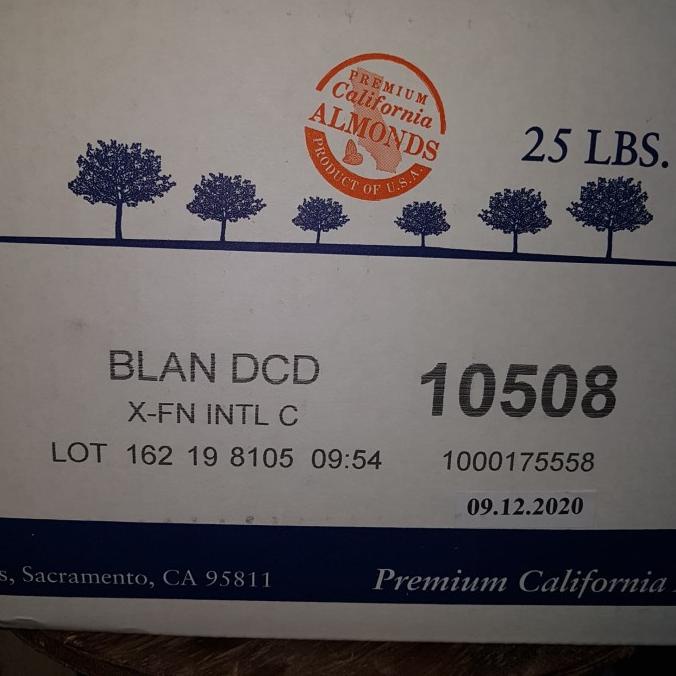 PREMIUM
California
ALMONDS
PRODUCT OF U.S.A.
25 LBS.
BLAN DCD
X-FN INTL C
LOT 162 19 8105 09:54
10508
1000175558
09.12.2020
s, Sacramento, CA 95811
Premium California